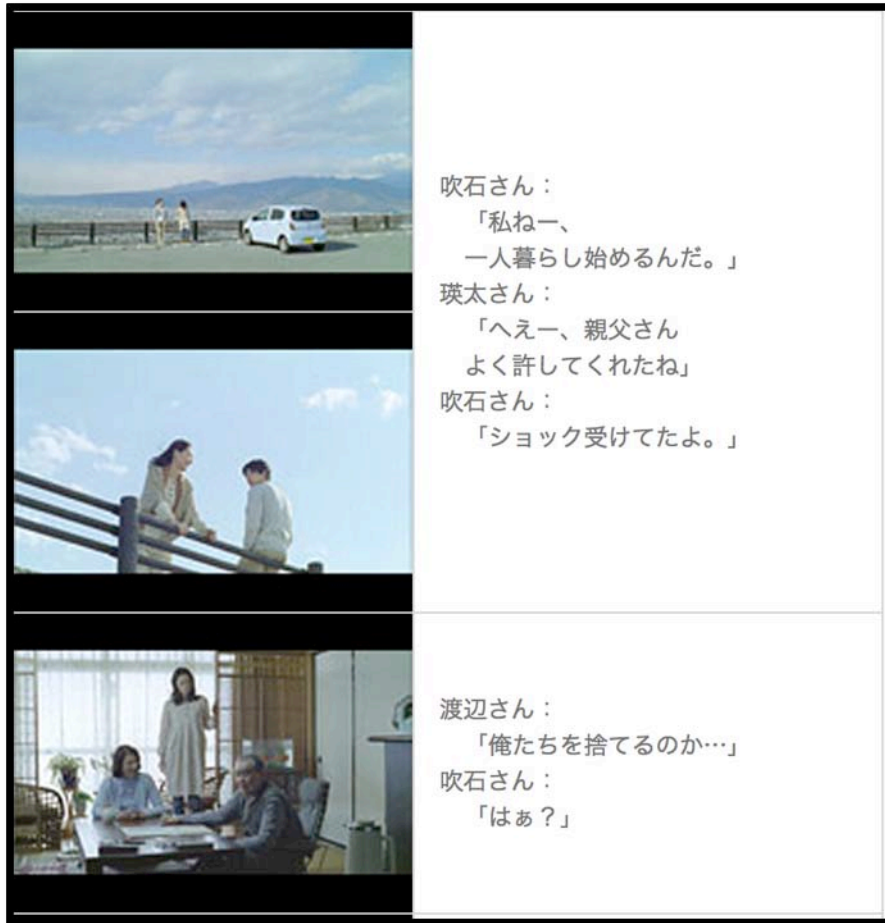 吹石さん：
「私ねー、
一人暮らし始めるんだ。」
瑛太さん：
「へえー、親父さん
よく許してくれたね」
吹石さん：
「ショック受けてたよ。」
渡辺さん：
「俺たちを捨てるのか…」
吹石さん：
「はぁ？」